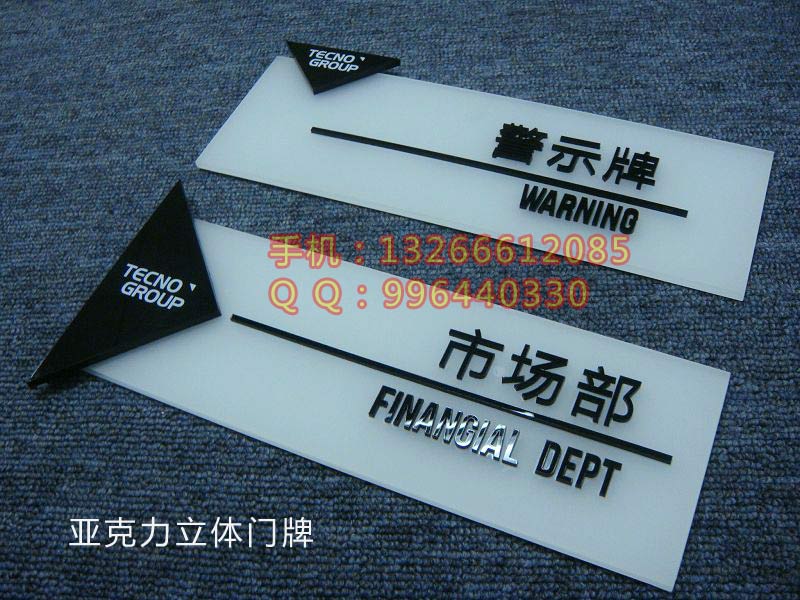 TECNO
GROUP
警示牌
WARNING
手机：13266612085
QQ：996440330
TECNO
GROUP
市场部
FINANCIAL DEPT
亚克力立体门牌